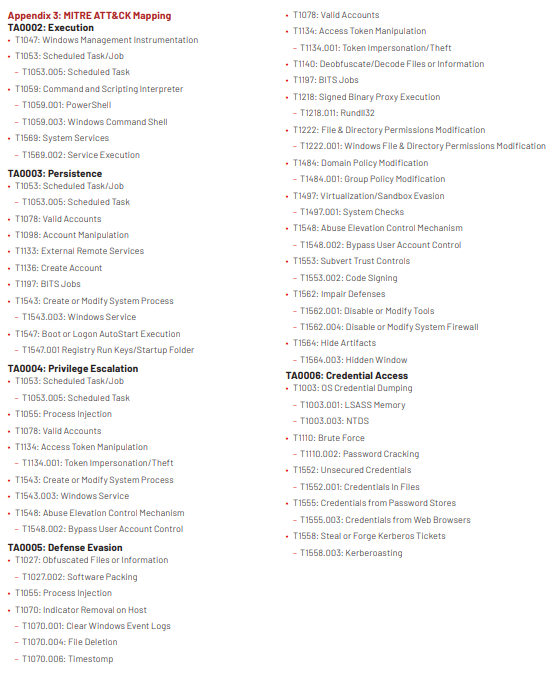 Appendix 3: MITRE ATT&CK Mapping
TA0002: Execution
• T1047: Windows Management Instrumentation
• T1053: Scheduled Task/Job
– T1053.005: Scheduled Task
• T1059: Command and Scripting Interpreter
– T1059.001: PowerShell
– T1059.003: Windows Command Shell
• T1569: System Services
– T1569.002: Service Execution
TA0003: Persistence
• T1053: Scheduled Task/Job
– T1053.005: Scheduled Task
• T1078: Valid Accounts
• T1098: Account Manipulation
• T1133: External Remote Services
• T1136: Create Account
• T1197: BITS Jobs
• T1543: Create or Modify System Process
– T1543.003: Windows Service
• T1547: Boot or Logon AutoStart Execution
– T1547.001 Registry Run Keys/Startup Folder
TA0004: Privilege Escalation
• T1053: Scheduled Task/Job
– T1053.005: Scheduled Task
• T1055: Process Injection
• T1078: Valid Accounts
• T1134: Access Token Manipulation
– T1134.001: Token Impersonation/Theft
• T1543: Create or Modify System Process
• T1543.003: Windows Service
• T1548: Abuse Elevation Control Mechanism
– T1548.002: Bypass User Account Control
TA0005: Defense Evasion
• T1027: Obfuscated Files or Information
– T1027.002: Software Packing
• T1055: Process Injection
• T1070: Indicator Removal on Host
– T1070.001: Clear Windows Event Logs
– T1070.004: File Deletion
– T1070.006: Timestomp
• T1078: Valid Accounts
• T1134: Access Token Manipulation
– T1134.001: Token Impersonation/Theft
• T1140: Deobfuscate/Decode Files or Information
• T1197: BITS Jobs
• T1218: Signed Binary Proxy Execution
– T1218.011: Rundll32
• T1222: File & Directory Permissions Modification
– T1222.001: Windows File & Directory Permissions Modification
• T1484: Domain Policy Modification
– T1484.001: Group Policy Modification
• T1497: Virtualization/Sandbox Evasion
– T1497.001: System Checks
• T1548: Abuse Elevation Control Mechanism
– T1548.002: Bypass User Account Control
• T1553: Subvert Trust Controls
– T1553.002: Code Signing
• T1562: Impair Defenses
– T1562.001: Disable or Modify Tools
– T1562.004: Disable or Modify System Firewall
• T1564: Hide Artifacts
– T1564.003: Hidden Window
TA0006: Credential Access
• T1003: OS Credential Dumping
– T1003.001: LSASS Memory
– T1003.003: NTDS
• T1110: Brute Force
– T1110.002: Password Cracking
• T1552: Unsecured Credentials
– T1552.001: Credentials In Files
• T1555: Credentials from Password Stores
– T1555.003: Credentials from Web Browsers
• T1558: Steal or Forge Kerberos Tickets
– T1558.003: Kerberoasting